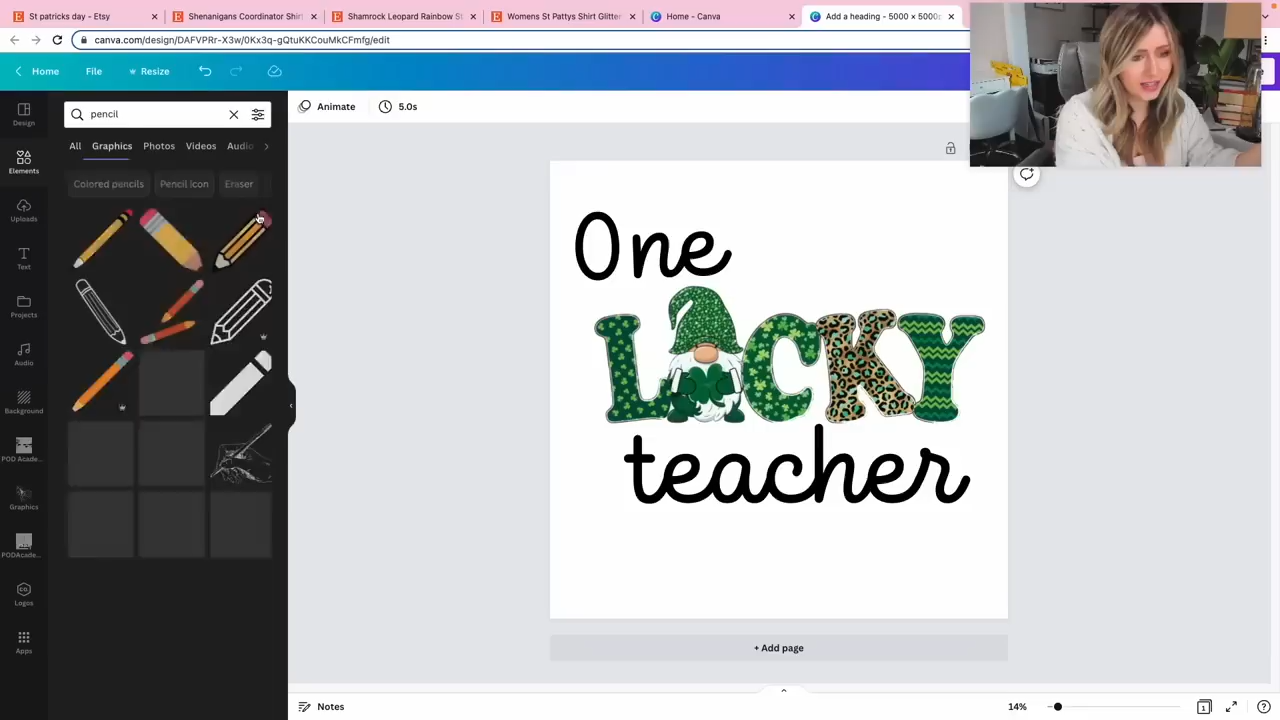 St patricks day - Etsy
Shenanigans Coordinator Shirt
Shamrock Leopard Rainbow St
Womens St Pattys Shirt Glitter
Home - Canva
Add a heading - 5000 × 5000p
canva.com/design/DAFVPRr-X3w/0Kx3q-gQtuKKCouMkCFmfg/edit
Home
File
Resize
Animate
5.0s
Design
Elements
Uploads
Text
Projects
Audio
Background
POD Acade...
Graphics
PODAcade...
Logos
Apps
pencil
All
Graphics
Photos
Videos
Audio
Colored pencils
Pencil icon
Eraser
One
LUCKY
teacher
+ Add page
Notes
14%
1